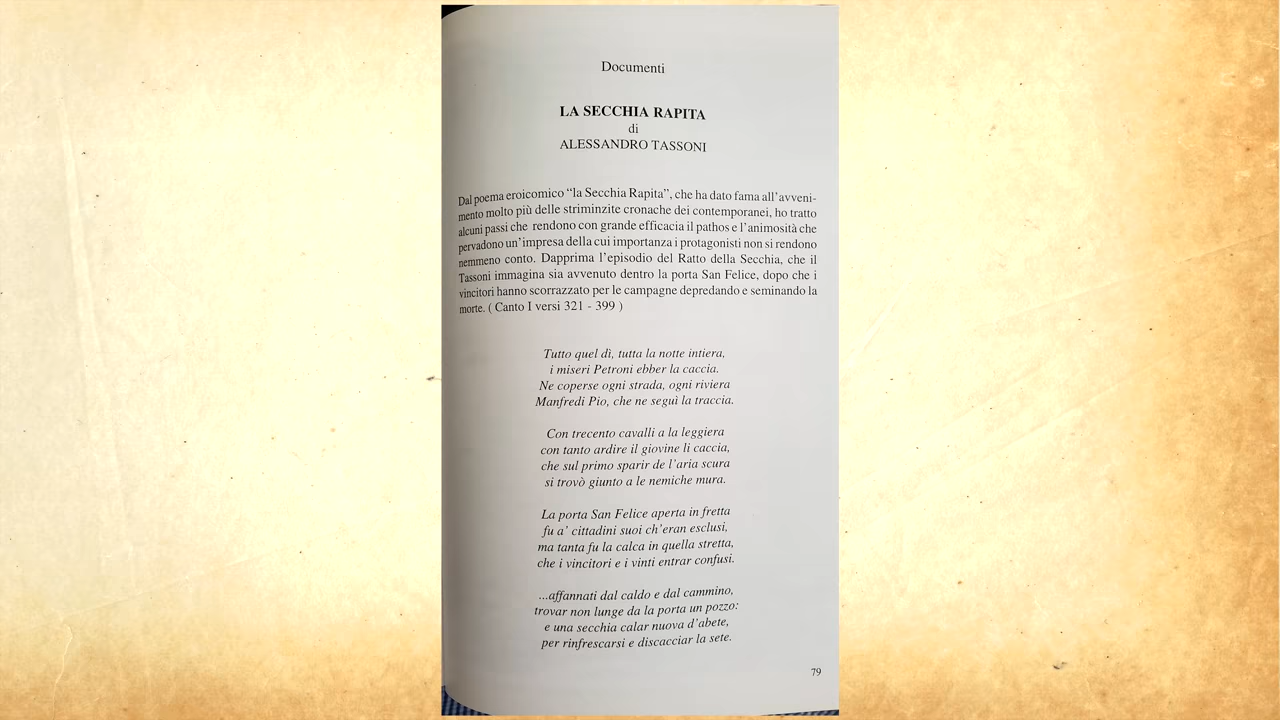 Documenti
LA SECCHIA RAPITA
di
ALESSANDRO TASSONI
Dal poema eroicomico “la Secchia Rapita”, che ha dato fama all’avveni-
mento molto più delle striminzite cronache dei contemporanei, ho tratto
alcuni passi che rendono con grande efficacia il pathos e l’animosità che
pervadono un’impresa della cui importanza i protagonisti non si rendono
nemmeno conto. Dapprima l’episodio del Ratto della Secchia, che il
Tassoni immagina sia avvenuto dentro la porta San Felice, dopo che i
vincitori hanno scorrazzato per le campagne depredando e seminando la
morte. ( Canto I versi 321 - 399 )
Tutto quel dì, tutta la notte intiera,
i miseri Petroni ebber la caccia.
Ne coperse ogni strada, ogni riviera
Manfredi Pio, che ne seguì la traccia.
Con trecento cavalli a la leggiera
con tanto ardire il giovine li caccia,
che sul primo sparir de l’aria scura
si trovò giunto a le nemiche mura.
La porta San Felice aperta in fretta
fu a’ cittadini suoi ch’eran esclusi,
ma tanta fu la calca in quella stretta,
che i vincitori e i vinti entrar confusi.
...affannati dal caldo e dal cammino,
trovar non lunge da la porta un pozzo:
e una secchia calar nuova d’abete,
per rinfrescarsi e discacciar la sete.
79